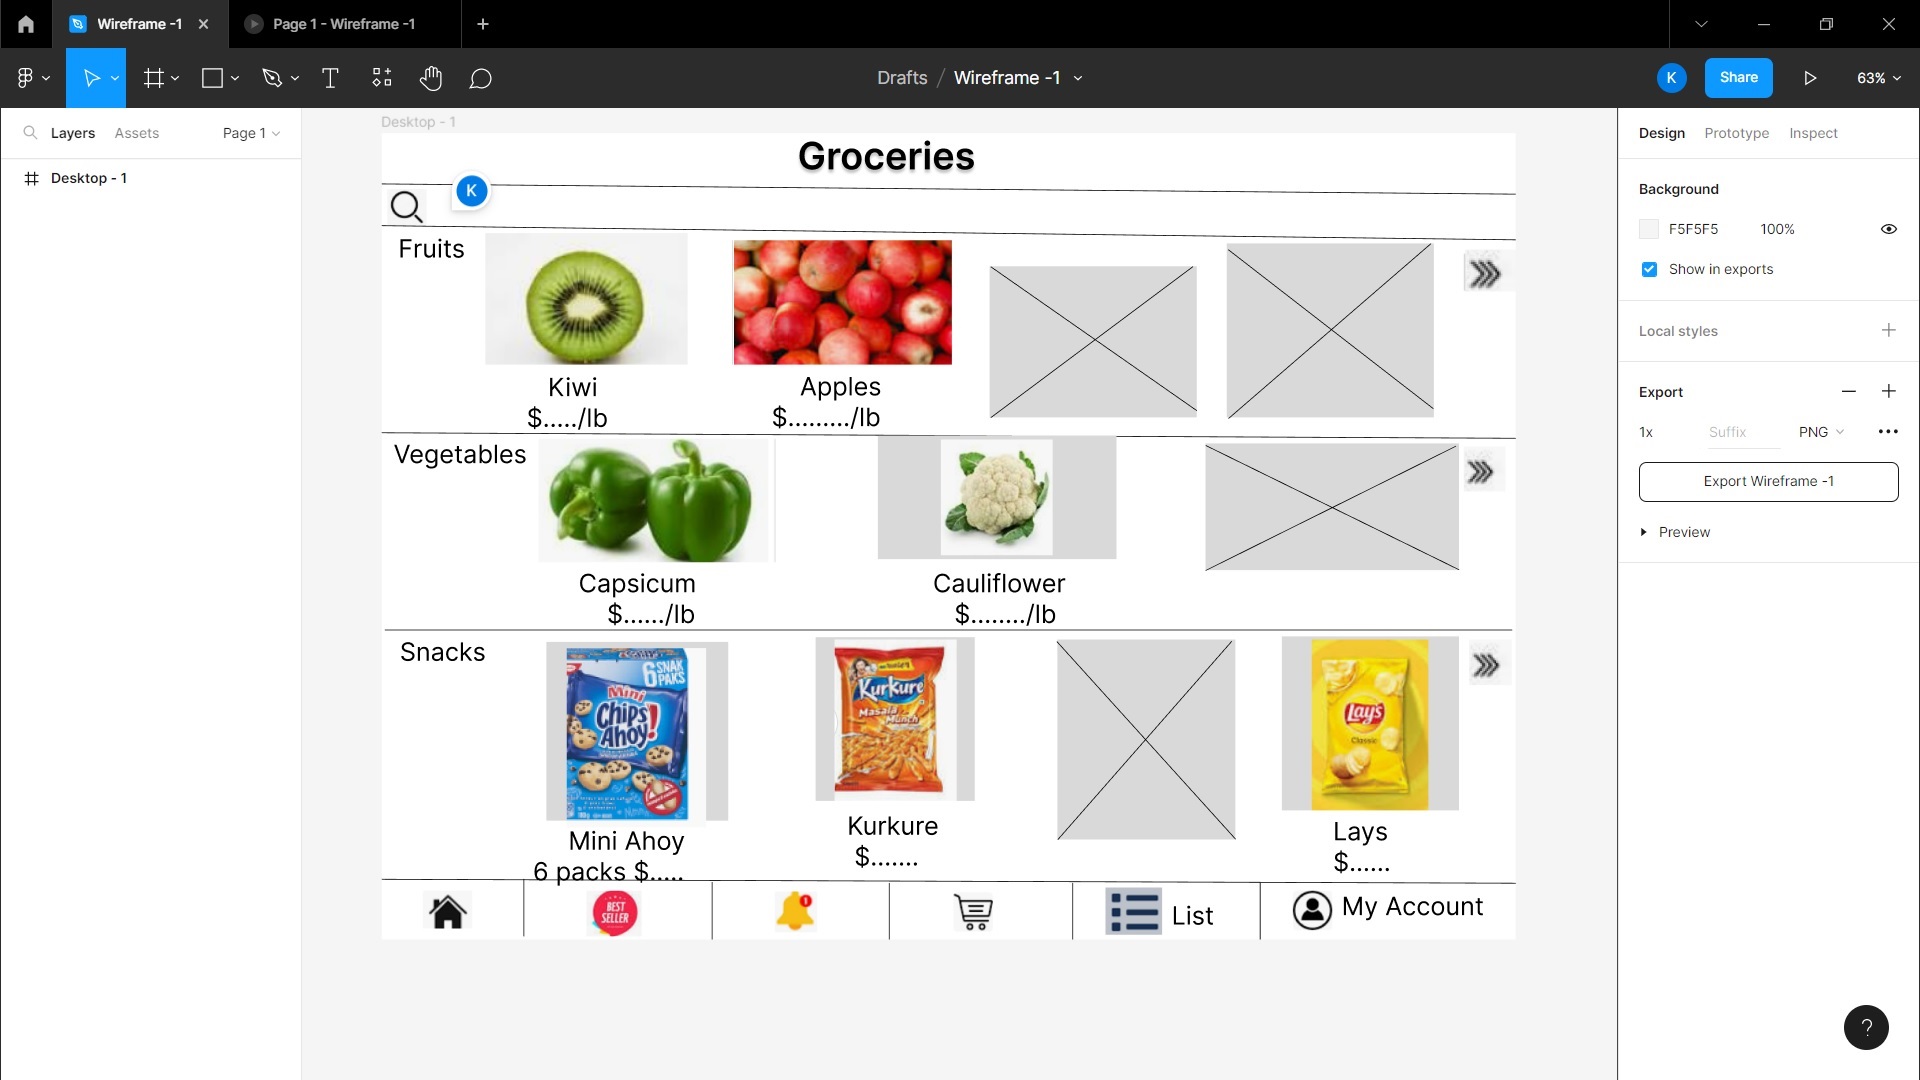 Wireframe -1
Page 1 - Wireframe -1
Drafts / Wireframe -1
K
Share
63%
Layers
Assets
Page 1
Desktop - 1
Desktop - 1
Groceries
K
Fruits
Kiwi
$...../lb
Apples
$........./lb
Vegetables
Capsicum
$....../lb
Cauliflower
$......../lb
Snacks
6 SNAK
PAKS
Mini
Chips
Ahoy!
Mini Ahoy
6 packs $.....
Kurkure
Masala
Munch
Kurkure
$.......
Lay's
Classic
Lays
$......
BEST
SELLER
1
List
My Account
Design
Prototype
Inspect
Background
F5F5F5
100%
Show in exports
Local styles
Export
1x
Suffix
PNG
Export Wireframe -1
Preview
?